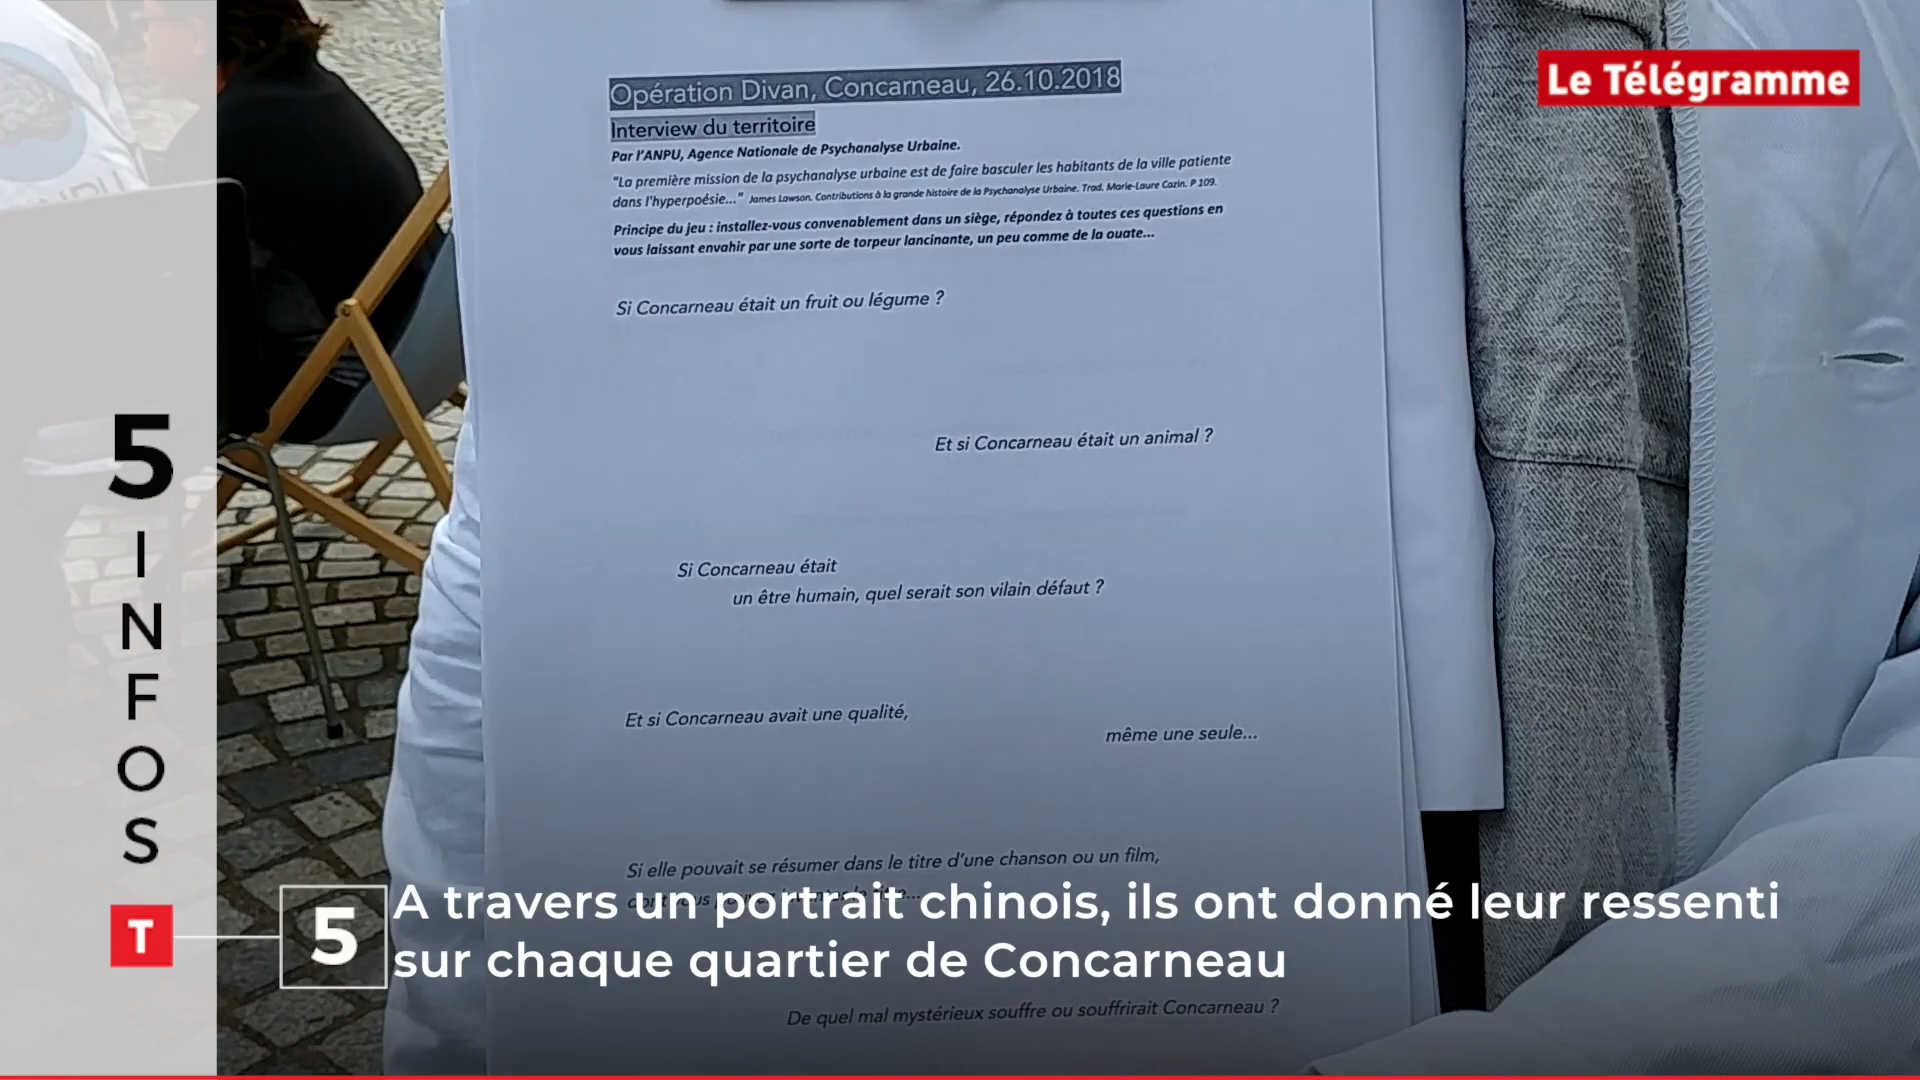 Le Télégramme
Opération Divan, Concarneau, 26.10.2018
Interview du territoire
Par l'ANPU, Agence Nationale de Psychanalyse Urbaine.
"La première mission de la psychanalyse urbaine est de faire basculer les habitants de la ville patiente
dans l'hyperpoésie..." James Lawson. Contributions à la grande histoire de la Psychanalyse Urbaine. Trad. Marie-Laure Cazin. P 109.
Principe du jeu : installez-vous convenablement dans un siège, répondez à toutes ces questions en
vous laissant envahir par une sorte de torpeur lancinante, un peu comme de la ouate...
Si Concarneau était un fruit ou légume ?
Et si Concarneau était un animal ?
Si Concarneau était
un être humain, quel serait son vilain défaut ?
Et si Concarneau avait une qualité,
même une seule...
Si elle pouvait se résumer dans le titre d'une chanson ou un film,
De quel mal mystérieux souffre ou souffrirait Concarneau ?
5
INFOS
T
5
A travers un portrait chinois, ils ont donné leur ressenti
sur chaque quartier de Concarneau